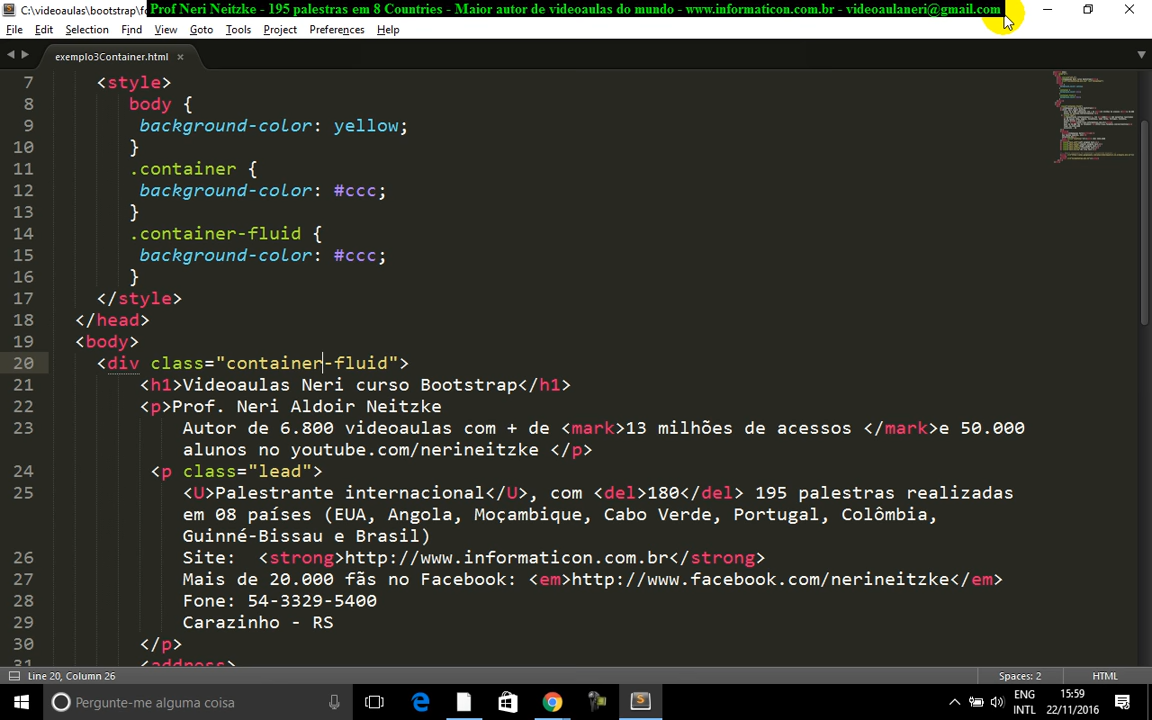 C:\videoaulas\bootstrap\fo
Prof Neri Neitzke - 195 palestras em 8 Countries - Maior autor de videoaulas do mundo - www.informaticon.com.br - videoaulaneri@gmail.com
File Edit Selection Find View Goto Tools Project Preferences Help
exemplo3Container.html ×
7 <style>
8 body {
9 background-color: yellow;
10 }
11 .container {
12 background-color: #ccc;
13 }
14 .container-fluid {
15 background-color: #ccc;
16 }
17 </style>
18 </head>
19 <body>
20 <div class="container-fluid">
21 <h1>Videoaulas Neri curso Bootstrap</h1>
22 <p>Prof. Neri Aldoir Neitzke
23 Autor de 6.800 videoaulas com + de <mark>13 milhões de acessos </mark>e 50.000
alunos no youtube.com/nerineitzke </p>
24 <p class="lead">
25 <U>Palestrante internacional</U>, com <del>180</del> 195 palestras realizadas
em 08 países (EUA, Angola, Moçambique, Cabo Verde, Portugal, Colômbia,
Guinné-Bissau e Brasil)
26 Site: <strong>http://www.informaticon.com.br</strong>
27 Mais de 20.000 fãs no Facebook: <em>http://www.facebook.com/nerineitzke</em>
28 Fone: 54-3329-5400
29 Carazinho - RS
30 </p>
31 <address>
Line 20, Column 26 Spaces: 2 HTML
Pergunte-me alguma coisa ENG 15:59
INTL 22/11/2016